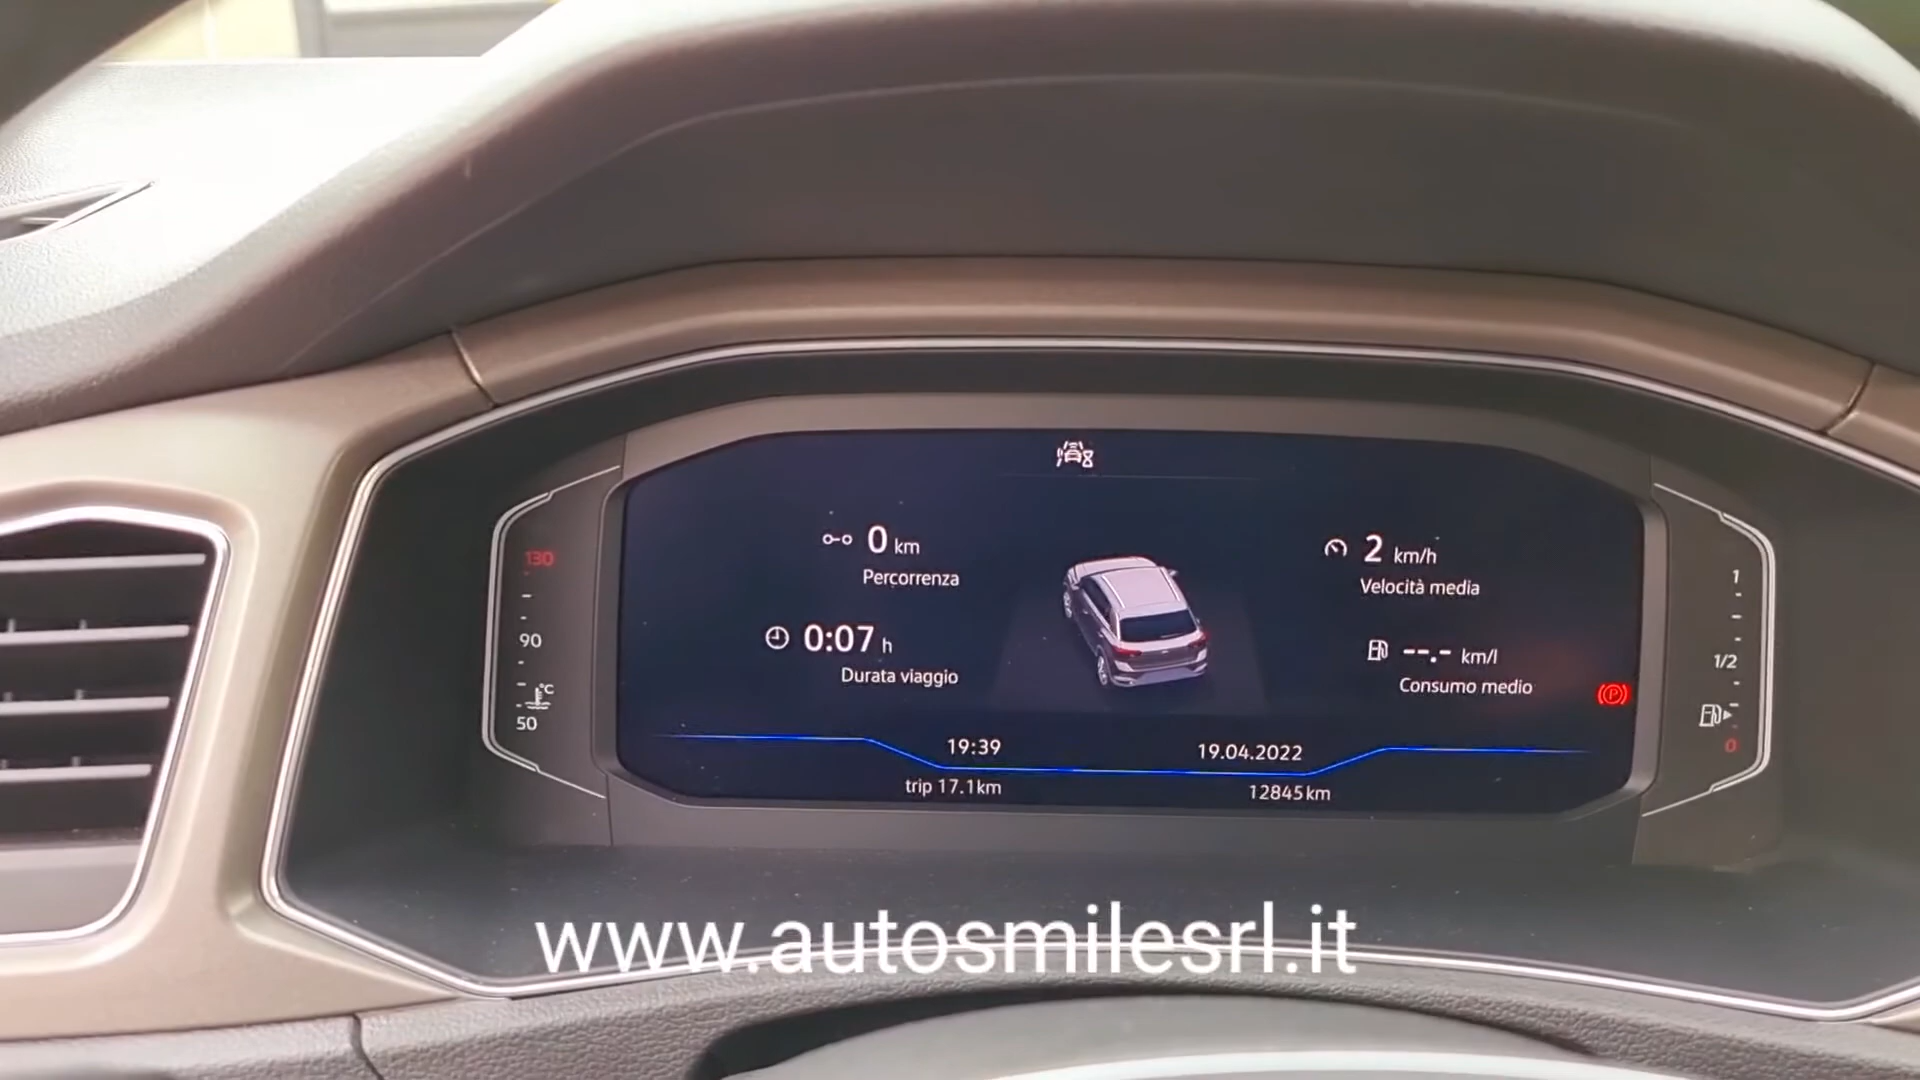 0 km
Percorrenza
0:07 h
Durata viaggio
2 km/h
Velocità media
--.- km/l
Consumo medio
130
90
°C
50
1
1/2
0
(P)
19:39
19.04.2022
trip 17.1km
12845km
www.autosmilesrl.it